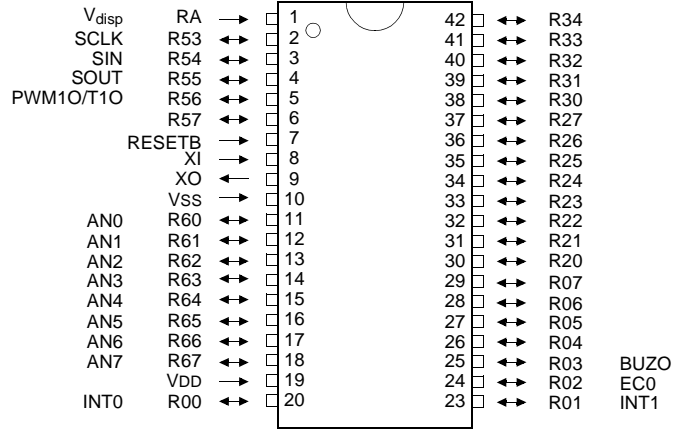 Vdisp RA 1 42 R34
SCLK R53 2 41 R33
SIN R54 3 40 R32
SOUT R55 4 39 R31
PWM1O/T1O R56 5 38 R30
R57 6 37 R27
RESETB 7 36 R26
XI 8 35 R25
XO 9 34 R24
VSS 10 33 R23
AN0 R60 11 32 R22
AN1 R61 12 31 R21
AN2 R62 13 30 R20
AN3 R63 14 29 R07
AN4 R64 15 28 R06
AN5 R65 16 27 R05
AN6 R66 17 26 R04
AN7 R67 18 25 R03 BUZO
VDD 19 24 R02 EC0
INT0 R00 20 23 R01 INT1